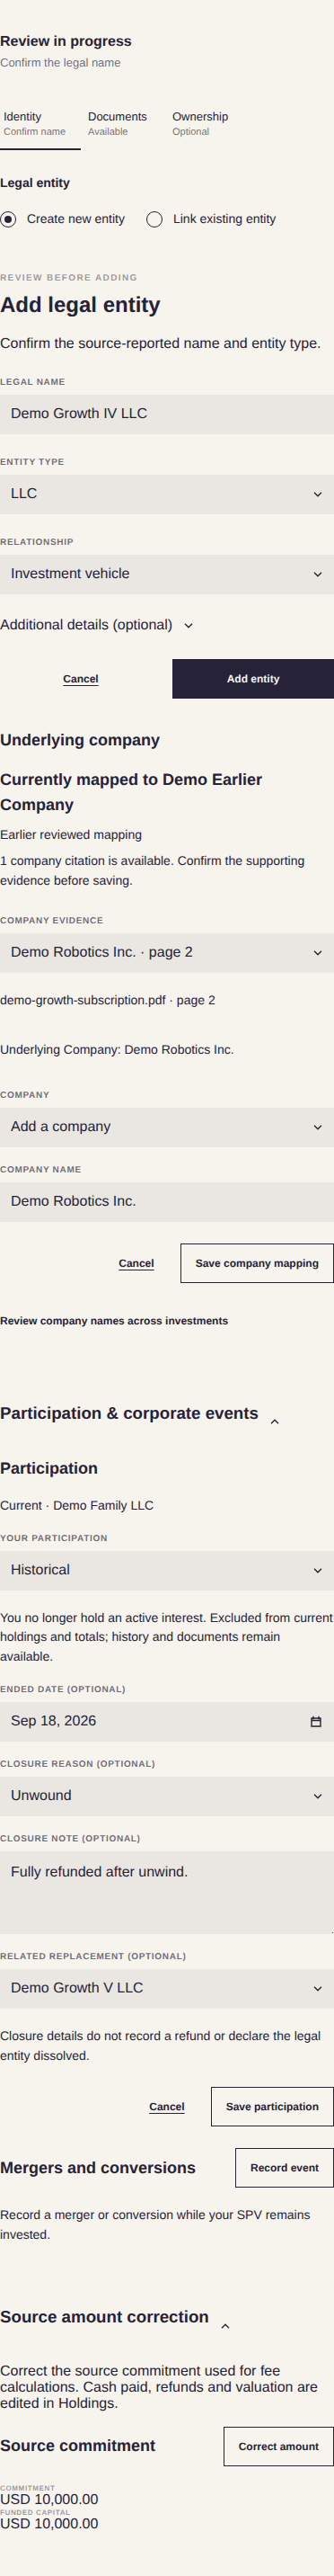 Review in progress
Confirm the legal name
Identity Documents Ownership
Confirm name Available Optional
Legal entity
Create new entity Link existing entity
REVIEW BEFORE ADDING
Add legal entity
Confirm the source-reported name and entity type.
LEGAL NAME
Demo Growth IV LLC
ENTITY TYPE
LLC
RELATIONSHIP
Investment vehicle
Additional details (optional)
Cancel Add entity
Underlying company
Currently mapped to Demo Earlier
Company
Earlier reviewed mapping
1 company citation is available. Confirm the supporting
evidence before saving.
COMPANY EVIDENCE
Demo Robotics Inc. · page 2
demo-growth-subscription.pdf · page 2
Underlying Company: Demo Robotics Inc.
COMPANY
Add a company
COMPANY NAME
Demo Robotics Inc.
Cancel Save company mapping
Review company names across investments
Participation & corporate events
Participation
Current · Demo Family LLC
YOUR PARTICIPATION
Historical
You no longer hold an active interest. Excluded from current
holdings and totals; history and documents remain
available.
ENDED DATE (OPTIONAL)
Sep 18, 2026
CLOSURE REASON (OPTIONAL)
Unwound
CLOSURE NOTE (OPTIONAL)
Fully refunded after unwind.
RELATED REPLACEMENT (OPTIONAL)
Demo Growth V LLC
Closure details do not record a refund or declare the legal
entity dissolved.
Cancel Save participation
Mergers and conversions Record event
Record a merger or conversion while your SPV remains
invested.
Source amount correction
Correct the source commitment used for fee
calculations. Cash paid, refunds and valuation are
edited in Holdings.
Source commitment Correct amount
COMMITMENT
USD 10,000.00
FUNDED CAPITAL
USD 10,000.00